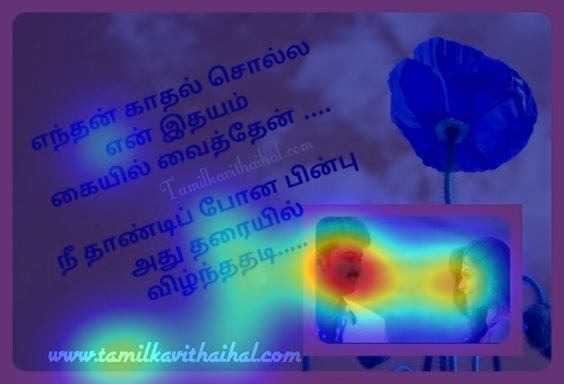 எந்தன் காதல் சொல்ல
என் இதயம்
கையில் வைத்தேன் ....
Tamilkavithaihal.com
நீ தாண்டிப் போன பின்பு
அது தரையில்
விழ்ந்ததடி.....
www.tamilkavithaihal.com